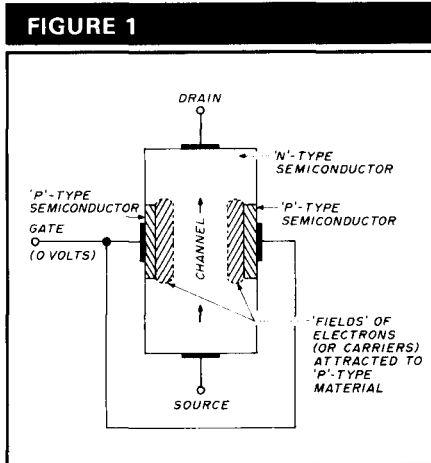 FIGURE 1
DRAIN
'N'-TYPE
SEMICONDUCTOR
'P'-TYPE
SEMICONDUCTOR
'P'-TYPE
SEMICONDUCTOR
GATE
(0 VOLTS)
CHANNEL
'FIELDS' OF
ELECTRONS
(OR CARRIERS)
ATTRACTED TO
'P'-TYPE
MATERIAL
SOURCE